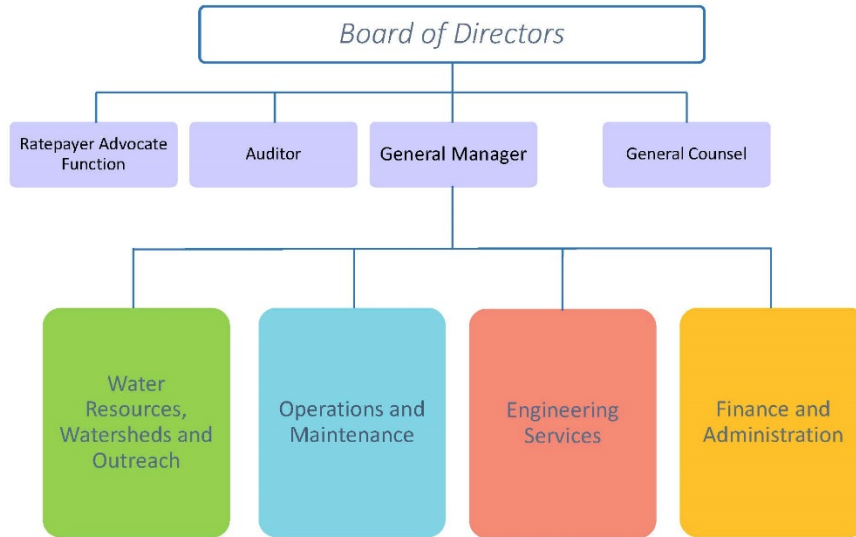 Board of Directors
Ratepayer Advocate
Function
Auditor
General Manager
General Counsel
Water
Resources,
Watersheds and
Outreach
Operations and
Maintenance
Engineering
Services
Finance and
Administration